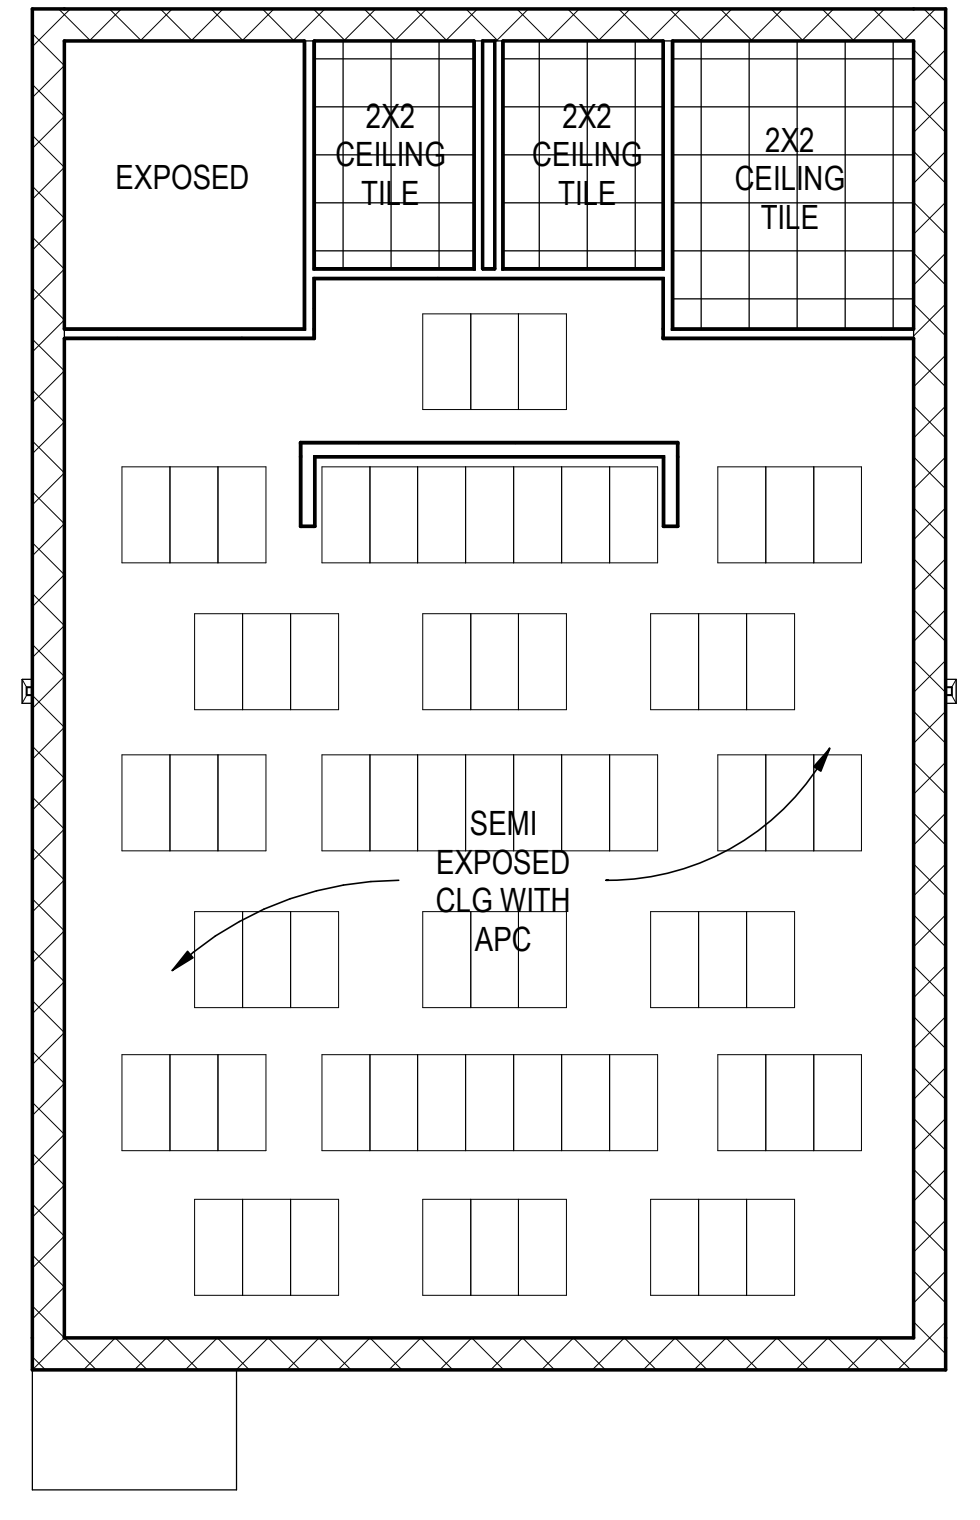 EXPOSED
2X2
CEILING
TILE
2X2
CEILING
TILE
2X2
CEILING
TILE
SEMI
EXPOSED
CLG WITH
APC